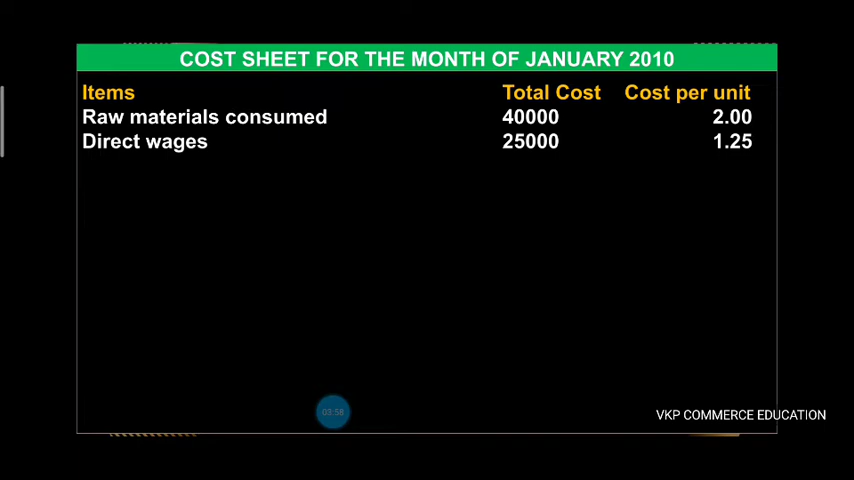 COST SHEET FOR THE MONTH OF JANUARY 2010
Items Total Cost Cost per unit
Raw materials consumed 40000 2.00
Direct wages 25000 1.25
03:58
VKP COMMERCE EDUCATION